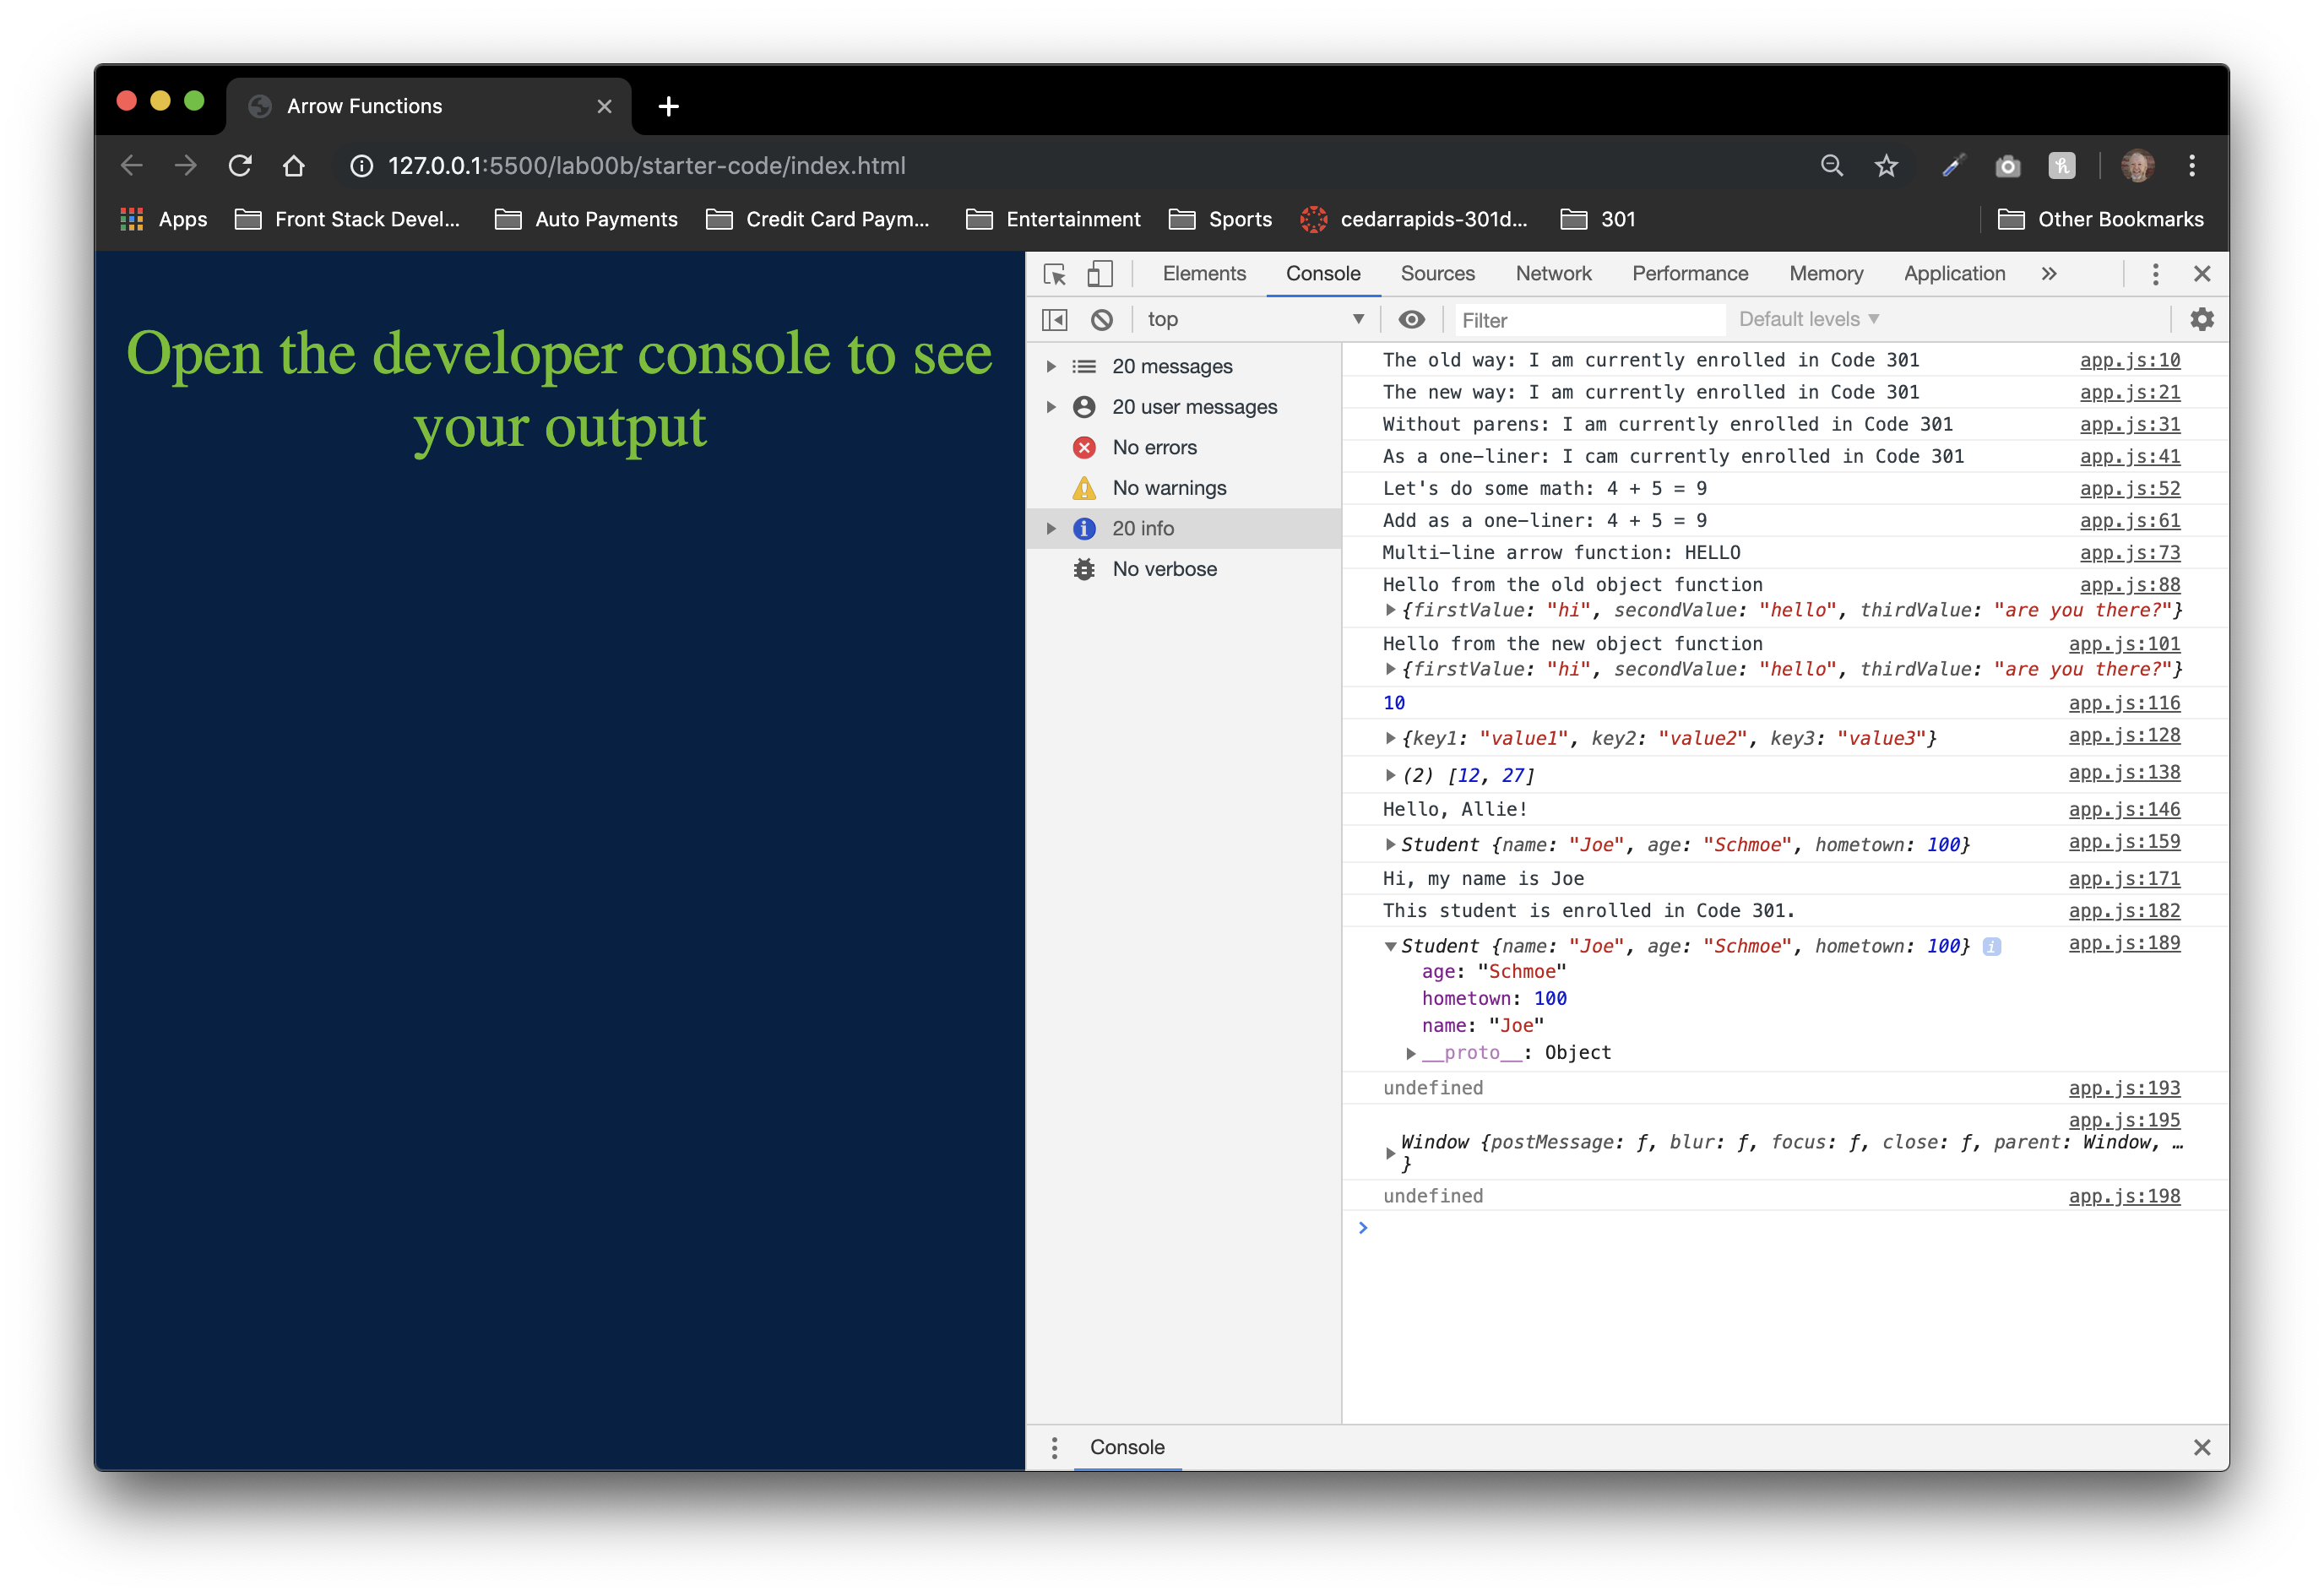 Arrow Functions
127.0.0.1:5500/lab00b/starter-code/index.html
Apps Front Stack Devel... Auto Payments Credit Card Paym... Entertainment Sports cedarrapids-301d... 301 Other Bookmarks
Open the developer console to see
your output
Elements Console Sources Network Performance Memory Application »
top Filter Default levels
20 messages
20 user messages
No errors
No warnings
20 info
No verbose
The old way: I am currently enrolled in Code 301 app.js:10
The new way: I am currently enrolled in Code 301 app.js:21
Without parens: I am currently enrolled in Code 301 app.js:31
As a one-liner: I cam currently enrolled in Code 301 app.js:41
Let's do some math: 4 + 5 = 9 app.js:52
Add as a one-liner: 4 + 5 = 9 app.js:61
Multi-line arrow function: HELLO app.js:73
Hello from the old object function app.js:88
{firstValue: "hi", secondValue: "hello", thirdValue: "are you there?"}
Hello from the new object function app.js:101
{firstValue: "hi", secondValue: "hello", thirdValue: "are you there?"}
10 app.js:116
{key1: "value1", key2: "value2", key3: "value3"} app.js:128
(2) [12, 27] app.js:138
Hello, Allie! app.js:146
Student {name: "Joe", age: "Schmoe", hometown: 100} app.js:159
Hi, my name is Joe app.js:171
This student is enrolled in Code 301. app.js:182
Student {name: "Joe", age: "Schmoe", hometown: 100} i app.js:189
age: "Schmoe"
hometown: 100
name: "Joe"
__proto__: Object
undefined app.js:193
app.js:195
Window {postMessage: ƒ, blur: ƒ, focus: ƒ, close: ƒ, parent: Window, …
}
undefined app.js:198
Console